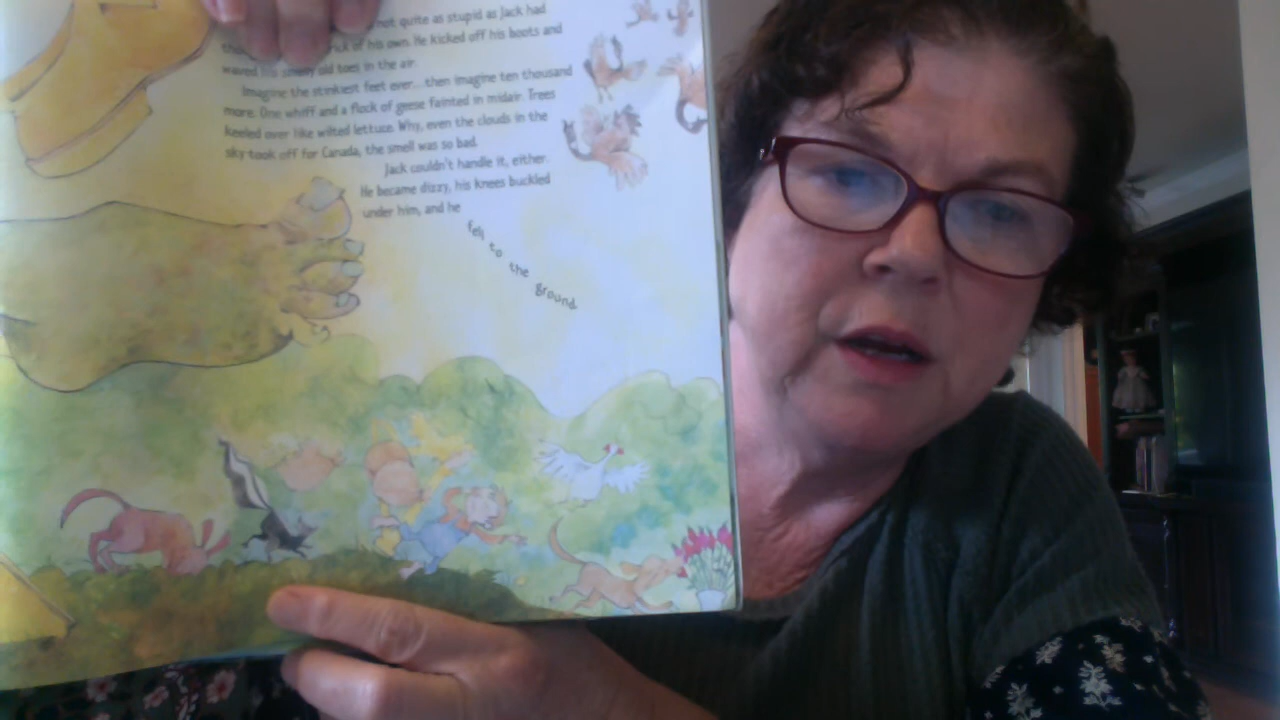 not quite as stupid as Jack had
of his own. He kicked off his boots and
waved his smelly old toes in the air.
Imagine the stinkiest feet ever...then imagine ten thousand
more. One whiff and a flock of geese fainted in midair. Trees
keeled over like wilted lettuce. Why, even the clouds in the
sky took off for Canada, the smell was so bad.
Jack couldn't handle it, either.
He became dizzy, his knees buckled
under him, and he
fell to the ground.